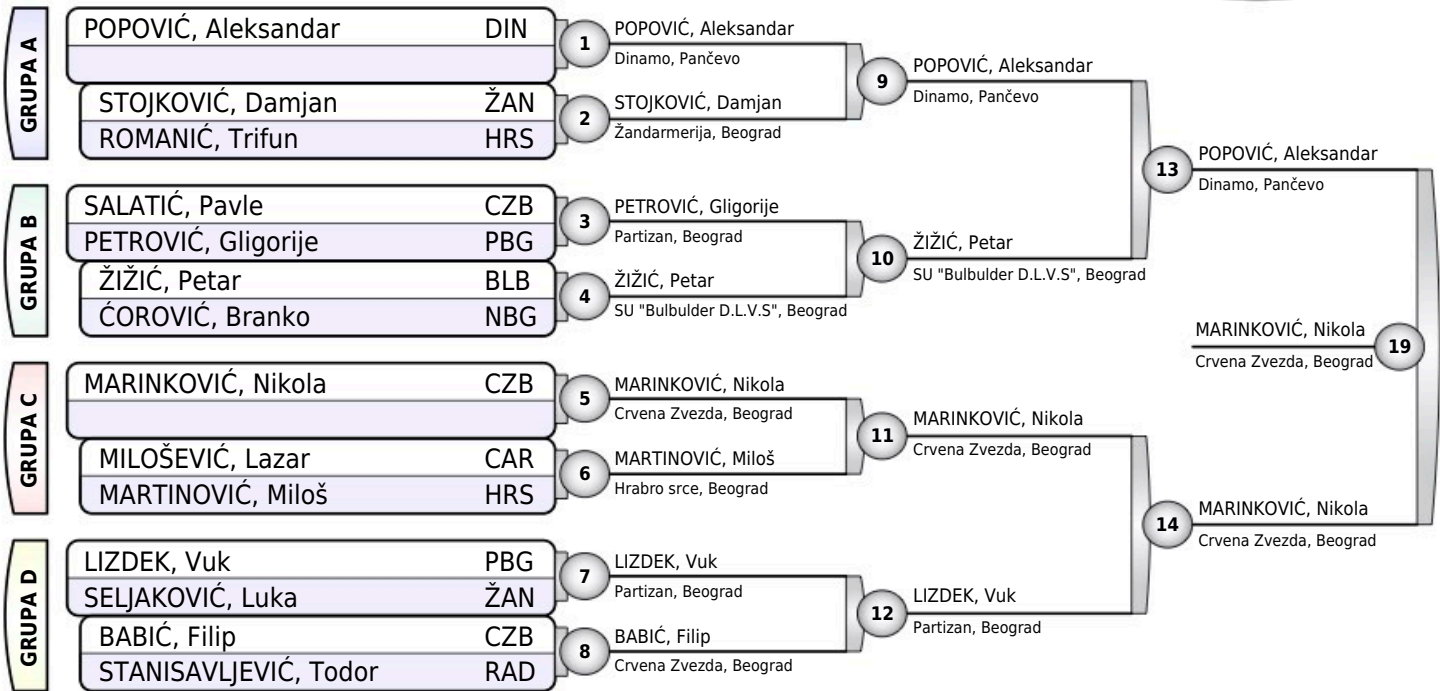 GRUPA A
POPOVIĆ, Aleksandar DIN
STOJKOVIĆ, Damjan ŽAN
ROMANIĆ, Trifun HRS
GRUPA B
SALATIĆ, Pavle CZB
PETROVIĆ, Gligorije PBG
ŽIŽIĆ, Petar BLB
ĆOROVIĆ, Branko NBG
GRUPA C
MARINKOVIĆ, Nikola CZB
MILOŠEVIĆ, Lazar CAR
MARTINOVIĆ, Miloš HRS
GRUPA D
LIZDEK, Vuk PBG
SELJAKOVIĆ, Luka ŽAN
BABIĆ, Filip CZB
STANISAVLJEVIĆ, Todor RAD
1
POPOVIĆ, Aleksandar
Dinamo, Pančevo
2
STOJKOVIĆ, Damjan
Žandarmerija, Beograd
3
PETROVIĆ, Gligorije
Partizan, Beograd
4
ŽIŽIĆ, Petar
SU "Bulbulder D.L.V.S", Beograd
5
MARINKOVIĆ, Nikola
Crvena Zvezda, Beograd
6
MARTINOVIĆ, Miloš
Hrabro srce, Beograd
7
LIZDEK, Vuk
Partizan, Beograd
8
BABIĆ, Filip
Crvena Zvezda, Beograd
9
POPOVIĆ, Aleksandar
Dinamo, Pančevo
10
ŽIŽIĆ, Petar
SU "Bulbulder D.L.V.S", Beograd
11
MARINKOVIĆ, Nikola
Crvena Zvezda, Beograd
12
LIZDEK, Vuk
Partizan, Beograd
13
POPOVIĆ, Aleksandar
Dinamo, Pančevo
14
MARINKOVIĆ, Nikola
Crvena Zvezda, Beograd
MARINKOVIĆ, Nikola
Crvena Zvezda, Beograd
19